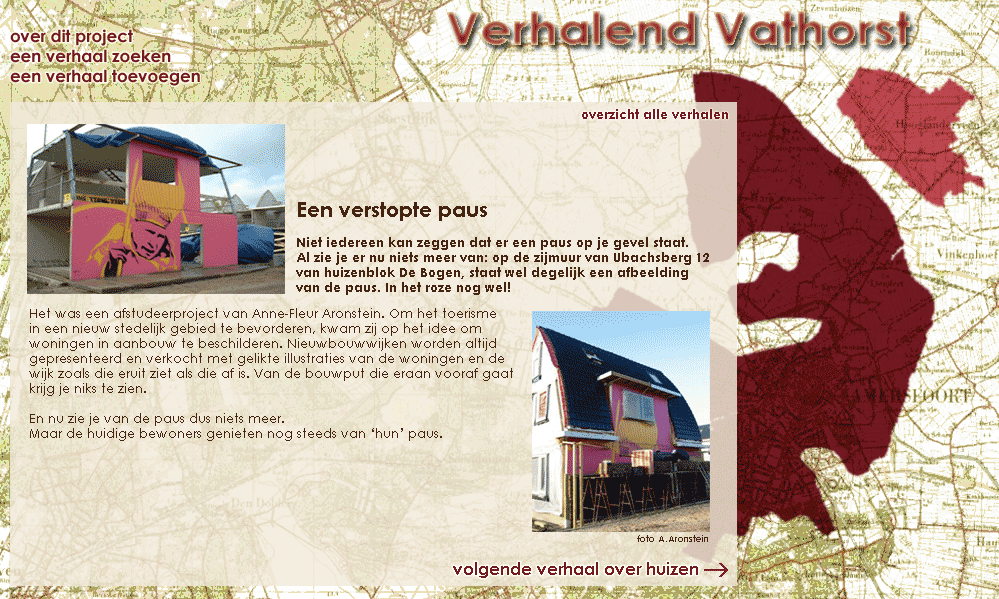 Verhalend Vathorst
over dit project
een verhaal zoeken
een verhaal toevoegen
overzicht alle verhalen
Een verstopte paus
Niet iedereen kan zeggen dat er een paus op je gevel staat.
Al zie je er nu niets meer van: op de zijmuur van Ubachsberg 12
van huizenblok De Bogen, staat wel degelijk een afbeelding
van de paus. In het roze nog wel!
Het was een afstudeerproject van Anne-Fleur Aronstein. Om het toerisme
in een nieuw stedelijk gebied te bevorderen, kwam zij op het idee om
woningen in aanbouw te beschilderen. Nieuwbouwwijken worden altijd
gepresenteerd en verkocht met gelikte illustraties van de woningen en de
wijk zoals die eruit ziet als die af is. Van de bouwput die eraan vooraf gaat
krijg je niks te zien.
En nu zie je van de paus dus niets meer.
Maar de huidige bewoners genieten nog steeds van ‘hun’ paus.
foto A.Aronstein
volgende verhaal over huizen
Zevenhuizen
Hooglanderveen
Vinkenhoef
AMERSFOORT